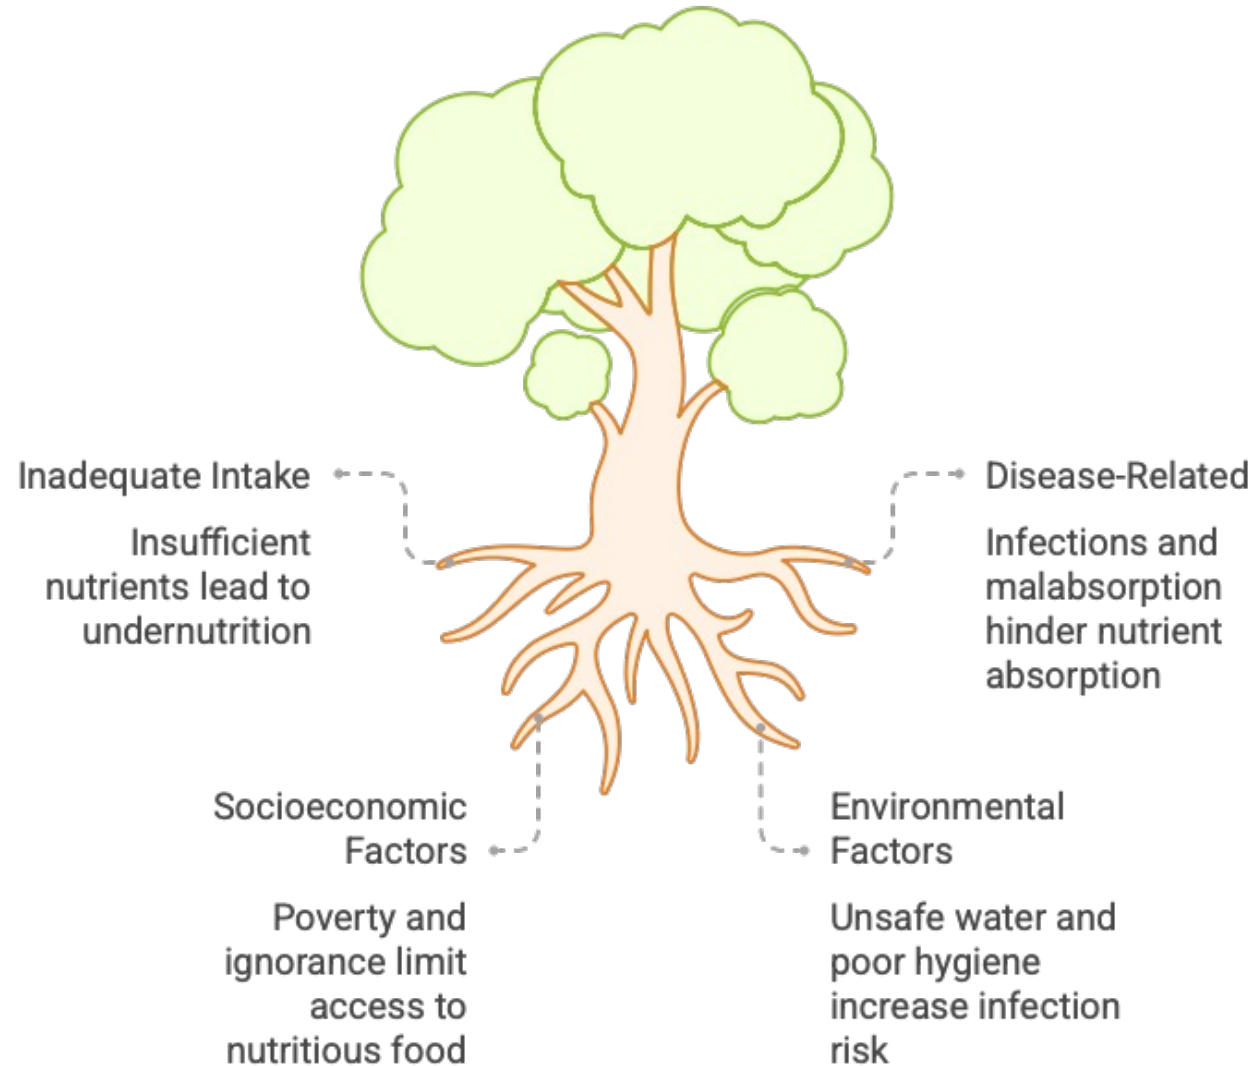 Inadequate Intake
Insufficient
nutrients lead to
undernutrition
Disease-Related
Infections and
malabsorption
hinder nutrient
absorption
Socioeconomic
Factors
Poverty and
ignorance limit
access to
nutritious food
Environmental
Factors
Unsafe water and
poor hygiene
increase infection
risk